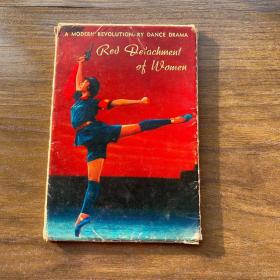 A MODERN REVOLUTIONARY DANCE DRAMA
Red Detachment
of Women